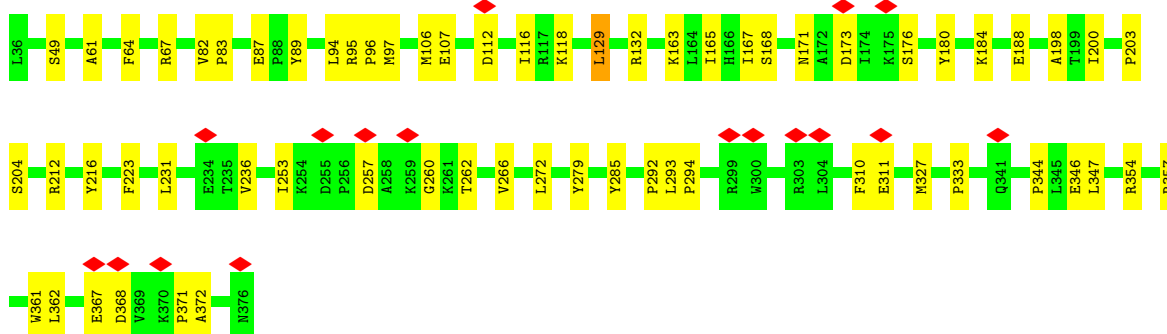 L36 S49 A61 F64 R67 V82 P83 E87 P88 Y89 L94 R95 P96 M97 M106 E107 D112 I116 R117 K118 L129 R132 K163 L164 I165 H166 I167 S168 N171 A172 D173 I174 K175 S176 Y180 K184 E188 A198 T199 I200 P203
S204 R212 Y216 F223 L231 E234 T235 V236 I253 K254 D255 P256 D257 A258 K259 G260 K261 T262 V266 L272 Y279 Y285 P292 L293 P294 R299 W300 R303 L304 F310 E311 M327 P333 Q341 P344 L345 E346 L347 R354
W361 L362 E367 D368 V369 K370 P371 A372 N376